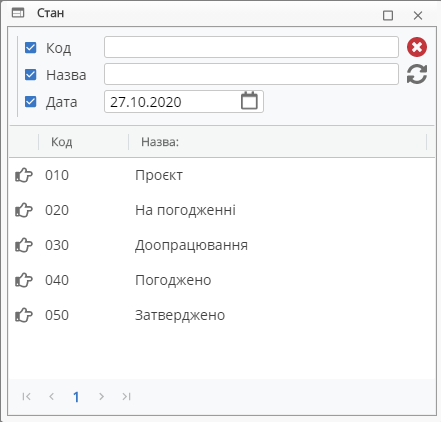 Стан
Код
Назва
Дата 27.10.2020
Код Назва:
010 Проєкт
020 На погодженні
030 Доопрацювання
040 Погоджено
050 Затверджено
1